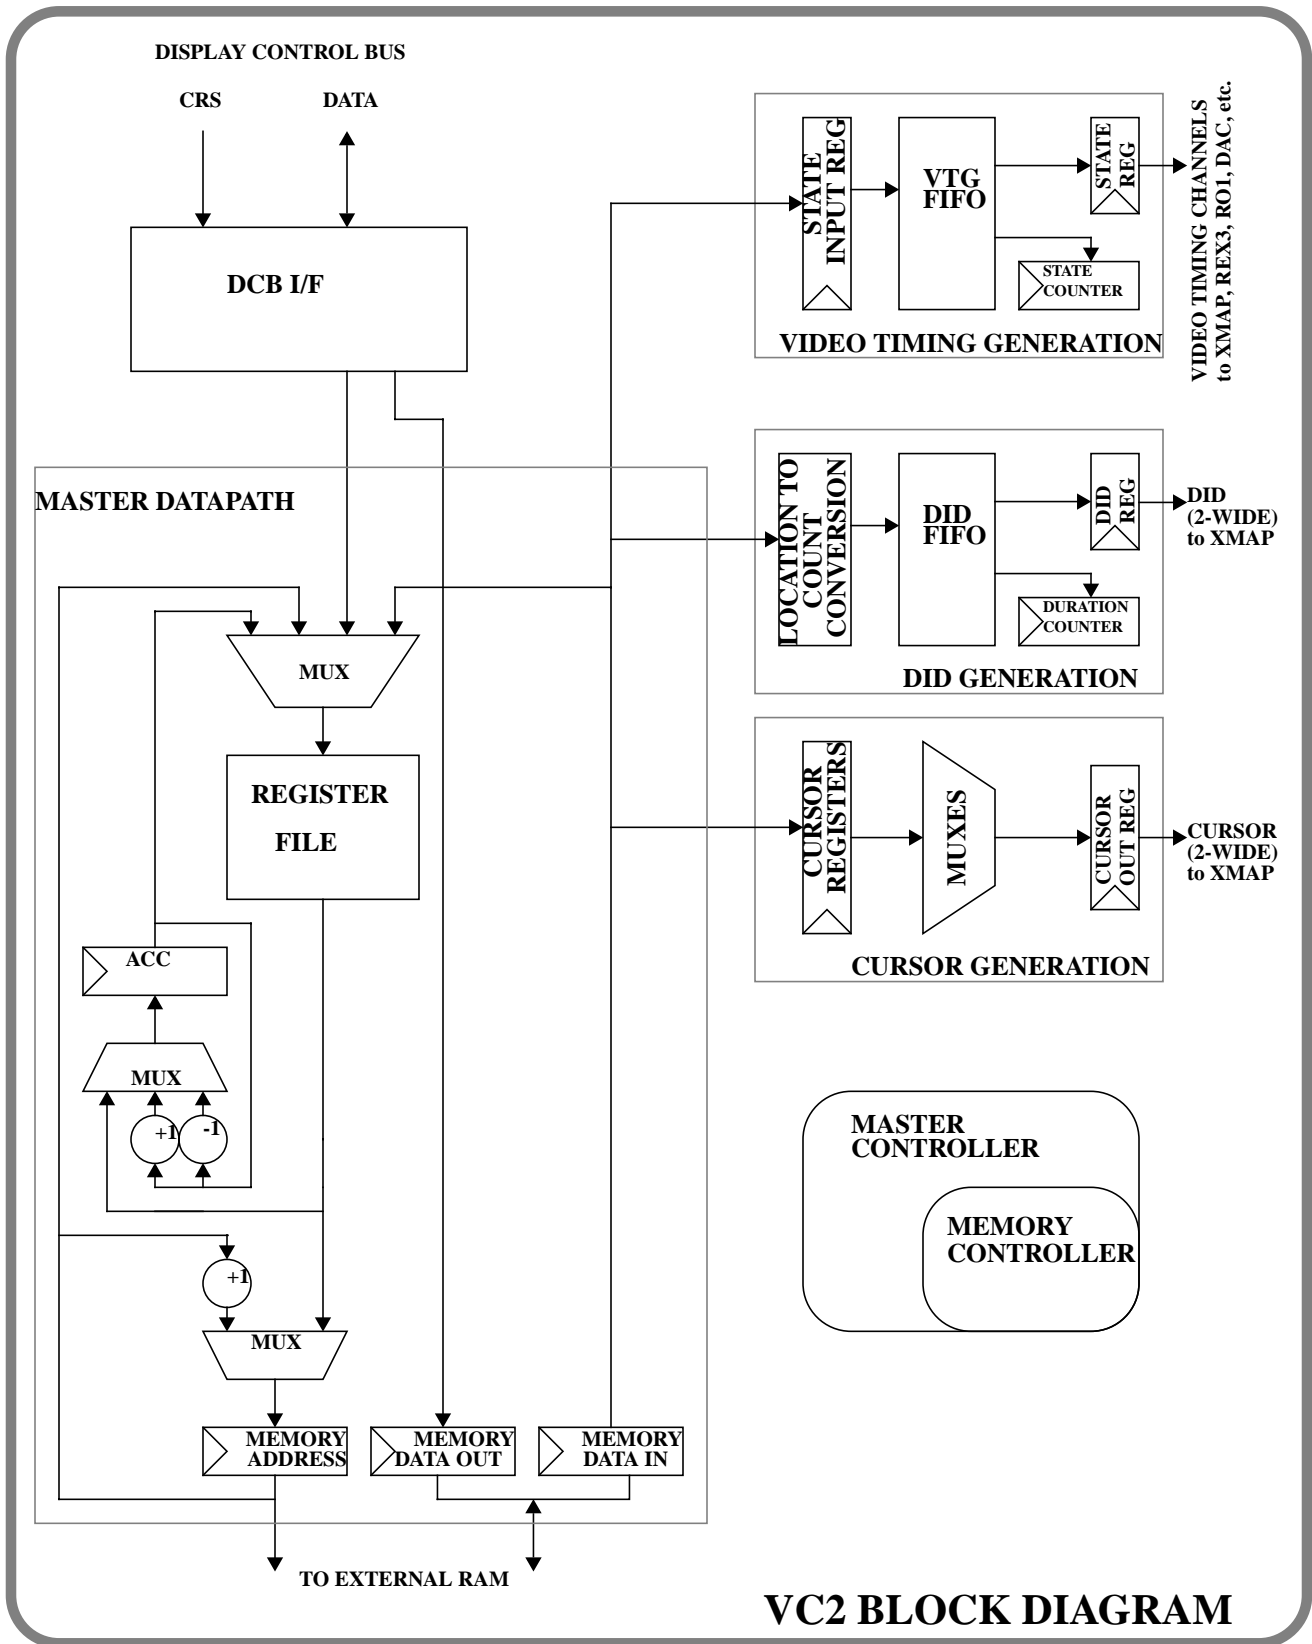 DISPLAY CONTROL BUS
CRS
DATA
DCB I/F
MASTER DATAPATH
MUX
REGISTER
FILE
ACC
MUX
+1
-1
+1
MUX
MEMORY
ADDRESS
MEMORY
DATA OUT
MEMORY
DATA IN
TO EXTERNAL RAM
STATE
INPUT REG
VTG
FIFO
STATE
REG
STATE
COUNTER
VIDEO TIMING GENERATION
VIDEO TIMING CHANNELS
to XMAP, REX3, RO1, DAC, etc.
LOCATION TO
COUNT
CONVERSION
DID
FIFO
DID
REG
DURATION
COUNTER
DID GENERATION
DID
(2-WIDE)
to XMAP
CURSOR
REGISTERS
MUXES
CURSOR
OUT REG
CURSOR GENERATION
CURSOR
(2-WIDE)
to XMAP
MASTER
CONTROLLER
MEMORY
CONTROLLER
VC2 BLOCK DIAGRAM